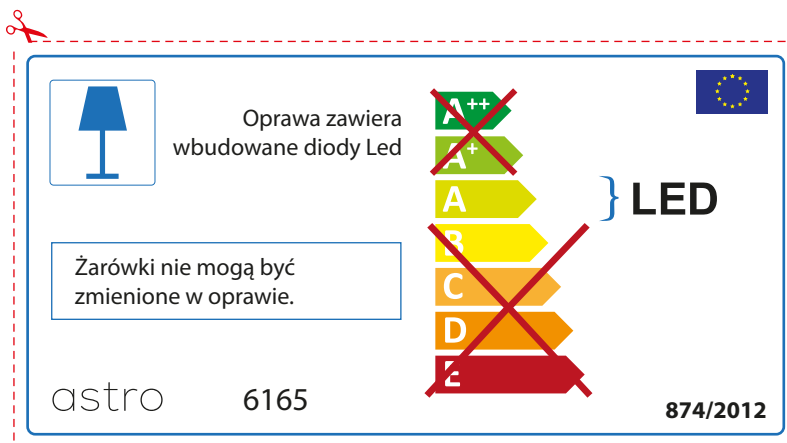 Oprawa zawiera
wbudowane diody Led
A++
A+
A
B
C
D
E
LED
Żarówki nie mogą być
zmienione w oprawie.
astro
6165
874/2012